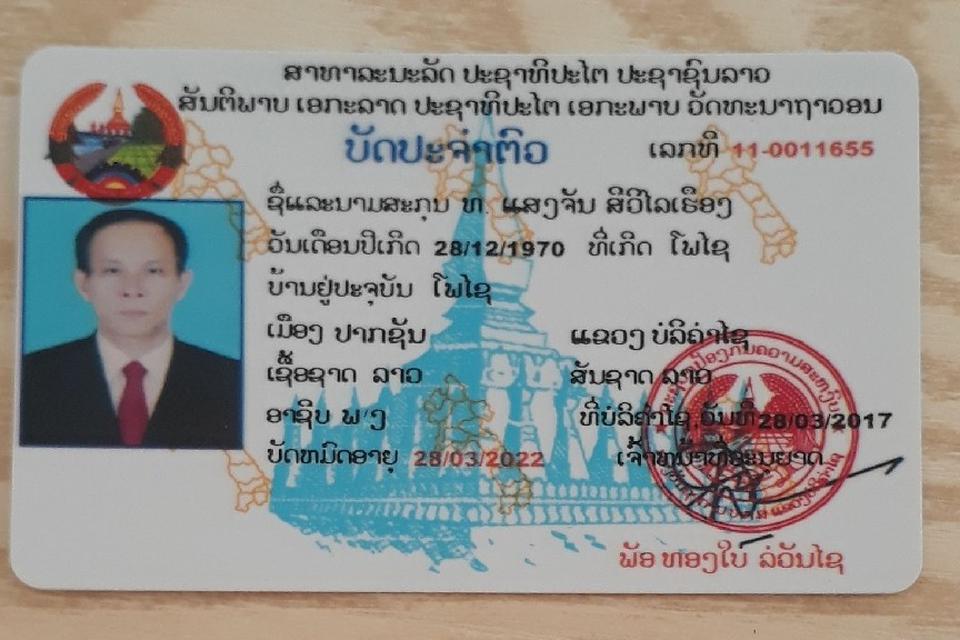 ສາທາລະນະລັດ ປະຊາທິປະໄຕ ປະຊາຊົນລາວ
ສັນຕິພາບ ເອກະລາດ ປະຊາທິປະໄຕ ເອກະພາບ ວັດທະນາຖາວອນ
ບັດປະຈຳຕົວ ເລກທີ 11-0011655
ຊື່ແລະນາມສະກຸນ ທ. ແສງຈັນ ສີວິໄລເຮືອງ
ວັນເດືອນປີເກີດ 28/12/1970 ທີ່ເກີດ ໂພໄຊ
ບ້ານຢູ່ປະຈຸບັນ ໂພໄຊ
ເມືອງ ປາກຊັນ ແຂວງ ບໍລິຄຳໄຊ
ເຊື້ອຊາດ ລາວ ສັນຊາດ ລາວ
ອາຊິບ ພ/ງ ທີ່ບໍລິຄຳໄຊ, ວັນທີ 28/03/2017
ບັດຫມົດອາຍຸ 28/03/2022 ເຈົ້າຫນ້າທີ່ອະນຸຍາດ
ພັອ ທອງໃບ ລ່ວັນໄຊ